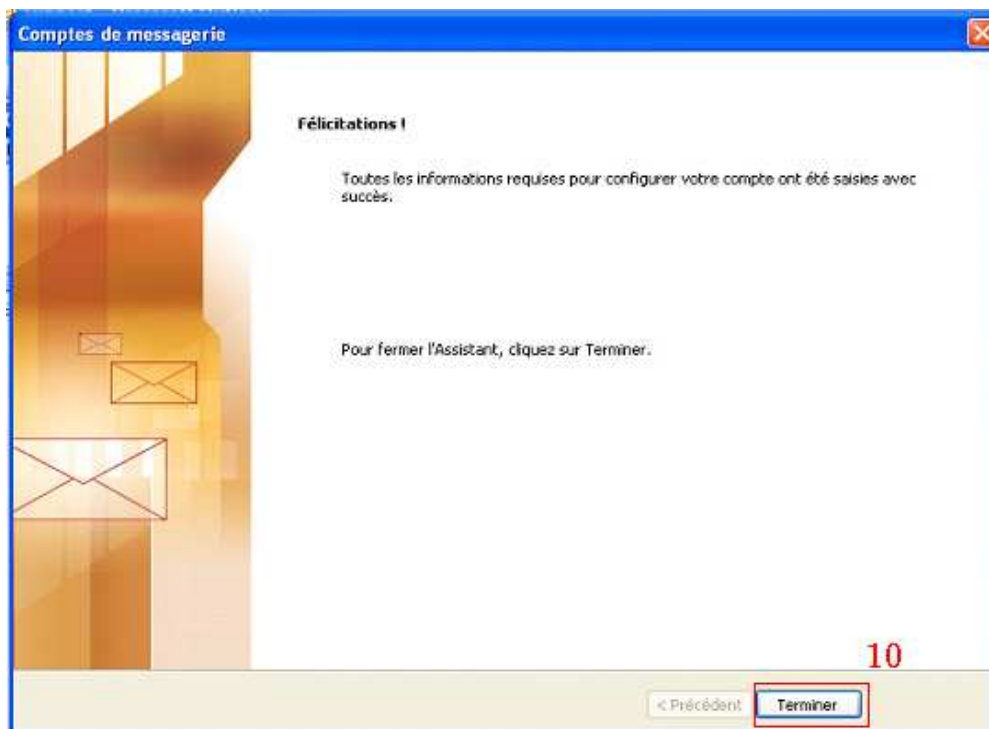 Comptes de messagerie
Félicitations !
Toutes les informations requises pour configurer votre compte ont été saisies avec
succès.
Pour fermer l'Assistant, cliquez sur Terminer.
10
< Précédent
Terminer